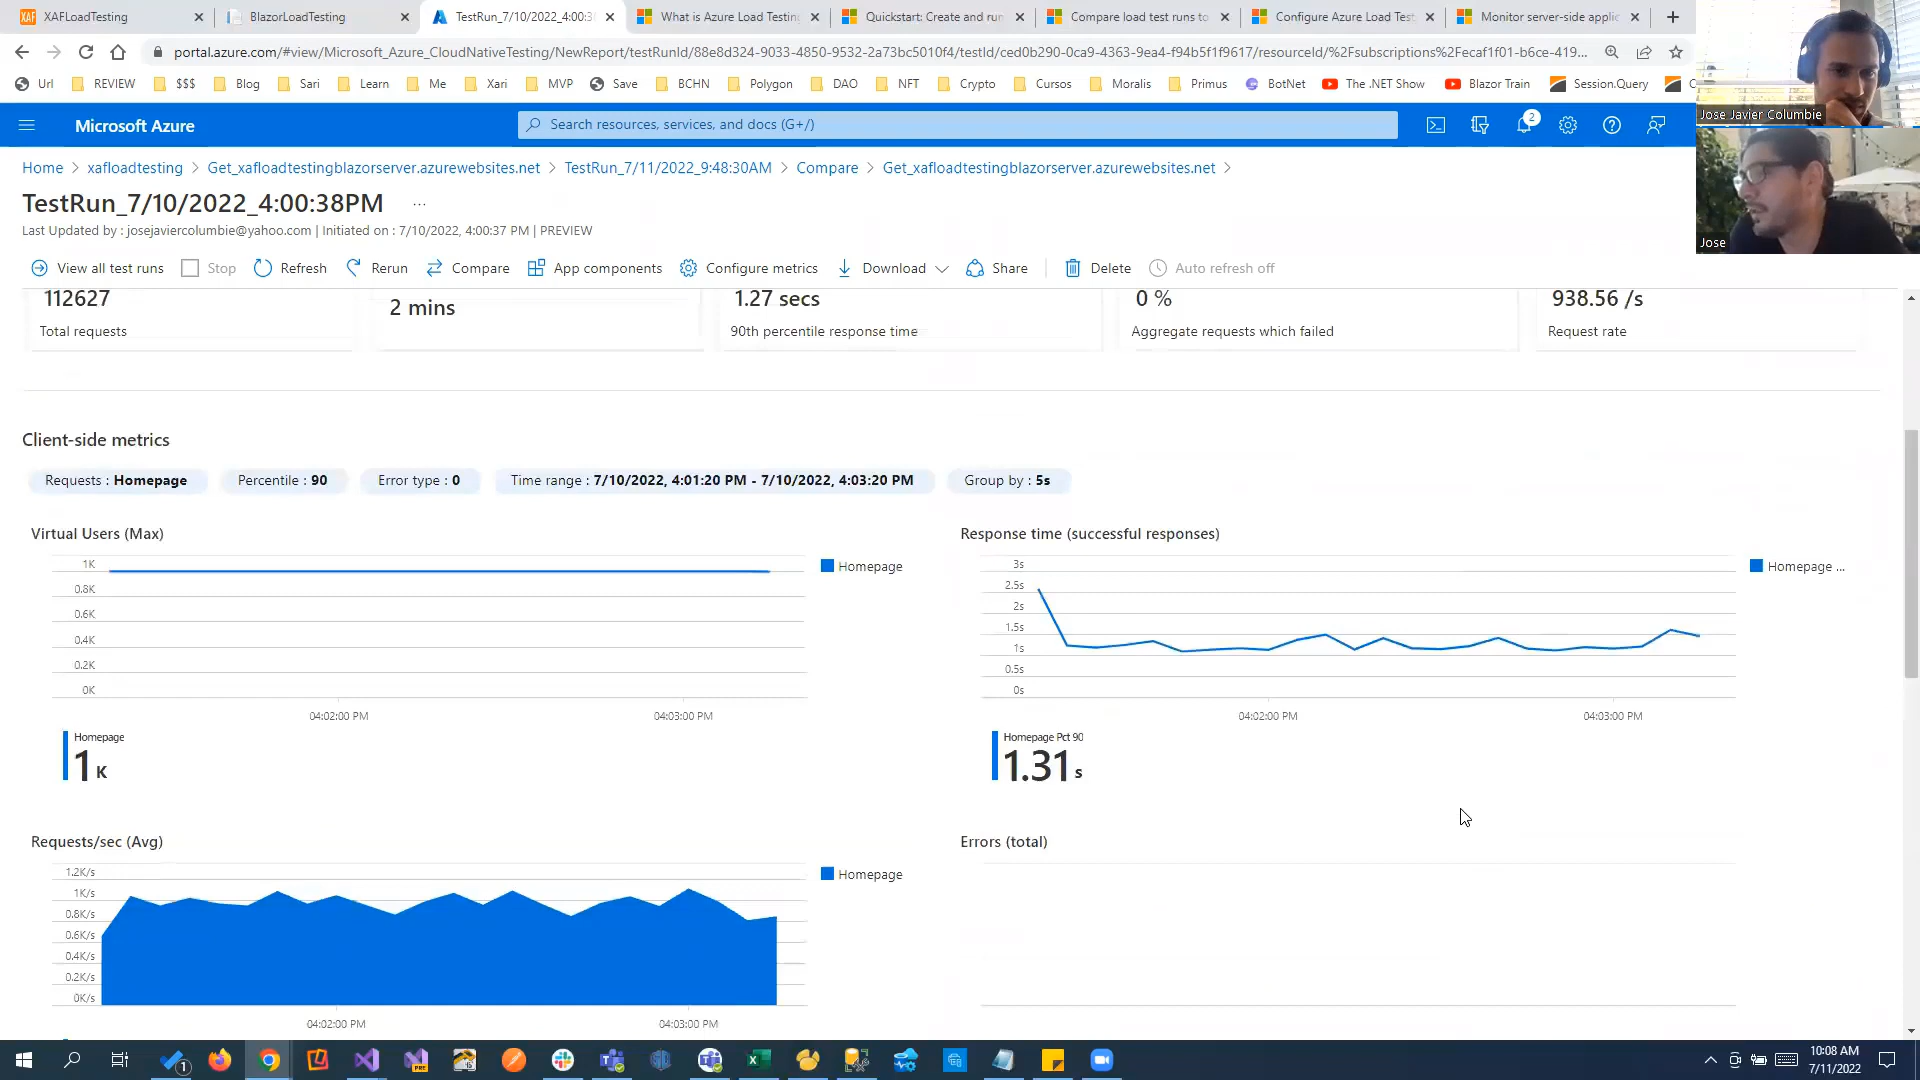 XAFLoadTesting
BlazorLoadTesting
TestRun_7/10/2022_4:00:3
What is Azure Load Testin
Quickstart: Create and run
Compare load test runs to
Configure Azure Load Test
Monitor server-side applic
portal.azure.com/#view/Microsoft_Azure_CloudNativeTesting/NewReport/testRunId/88e8d324-9033-4850-9532-2a73bc5010f4/testId/ced0b290-0ca9-4363-9ea4-f94b5f1f9617/resourceId/%2Fsubscriptions%2Fecaf1f01-b6ce-419...
Url
REVIEW
$$$
Blog
Sari
Learn
Me
Xari
MVP
Save
BCHN
Polygon
DAO
NFT
Crypto
Cursos
Moralis
Primus
BotNet
The .NET Show
Blazor Train
Session.Query
Jose Javier Columbie
Jose
Microsoft Azure
Search resources, services, and docs (G+/)
2
Home > xafloadtesting > Get_xafloadtestingblazorserver.azurewebsites.net > TestRun_7/11/2022_9:48:30AM > Compare > Get_xafloadtestingblazorserver.azurewebsites.net >
TestRun_7/10/2022_4:00:38PM ...
Last Updated by : josejaviercolumbie@yahoo.com | Initiated on : 7/10/2022, 4:00:37 PM | PREVIEW
View all test runs
Stop
Refresh
Rerun
Compare
App components
Configure metrics
Download
Share
Delete
Auto refresh off
112627
Total requests
2 mins
1.27 secs
90th percentile response time
0 %
Aggregate requests which failed
938.56 /s
Request rate
Client-side metrics
Requests : Homepage
Percentile : 90
Error type : 0
Time range : 7/10/2022, 4:01:20 PM - 7/10/2022, 4:03:20 PM
Group by : 5s
Virtual Users (Max)
1K
0.8K
0.6K
0.4K
0.2K
0K
04:02:00 PM
04:03:00 PM
Homepage
Homepage
1 K
Response time (successful responses)
3s
2.5s
2s
1.5s
1s
0.5s
0s
04:02:00 PM
04:03:00 PM
Homepage ...
Homepage Pct 90
1.31 s
Requests/sec (Avg)
1.2K/s
1K/s
0.8K/s
0.6K/s
0.4K/s
0.2K/s
0K/s
04:02:00 PM
04:03:00 PM
Homepage
Errors (total)
1
PRE
10:08 AM
7/11/2022